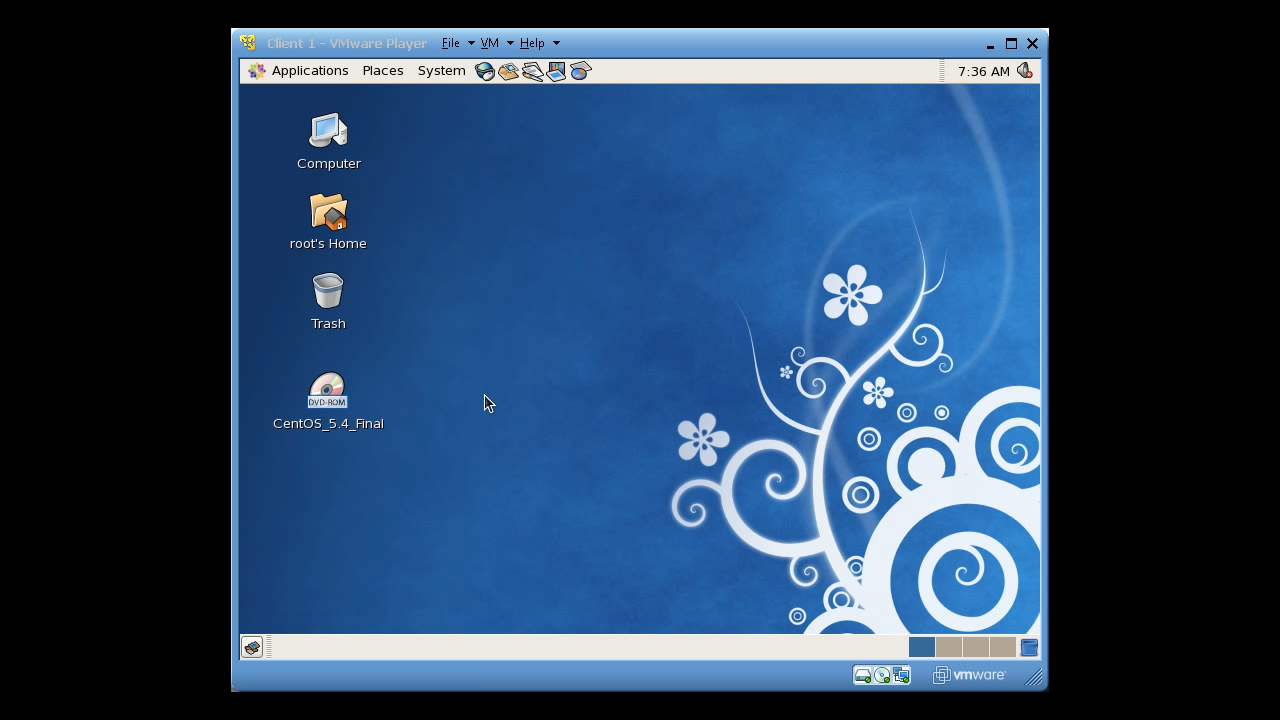 Client 1 - VMware Player File VM Help
Applications Places System 7:36 AM
Computer
root's Home
Trash
DVD-ROM
CentOS_5.4_Final
vmware